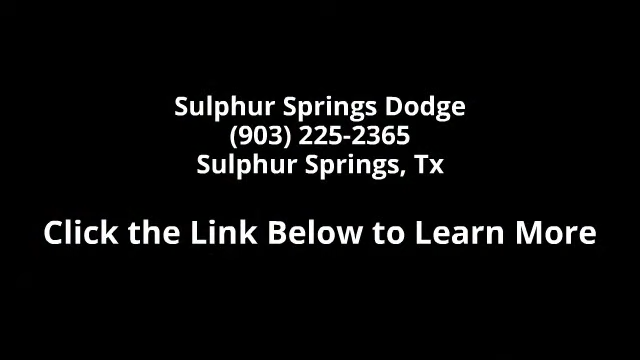 Sulphur Springs Dodge
(903) 225-2365
Sulphur Springs, Tx
Click the Link Below to Learn More